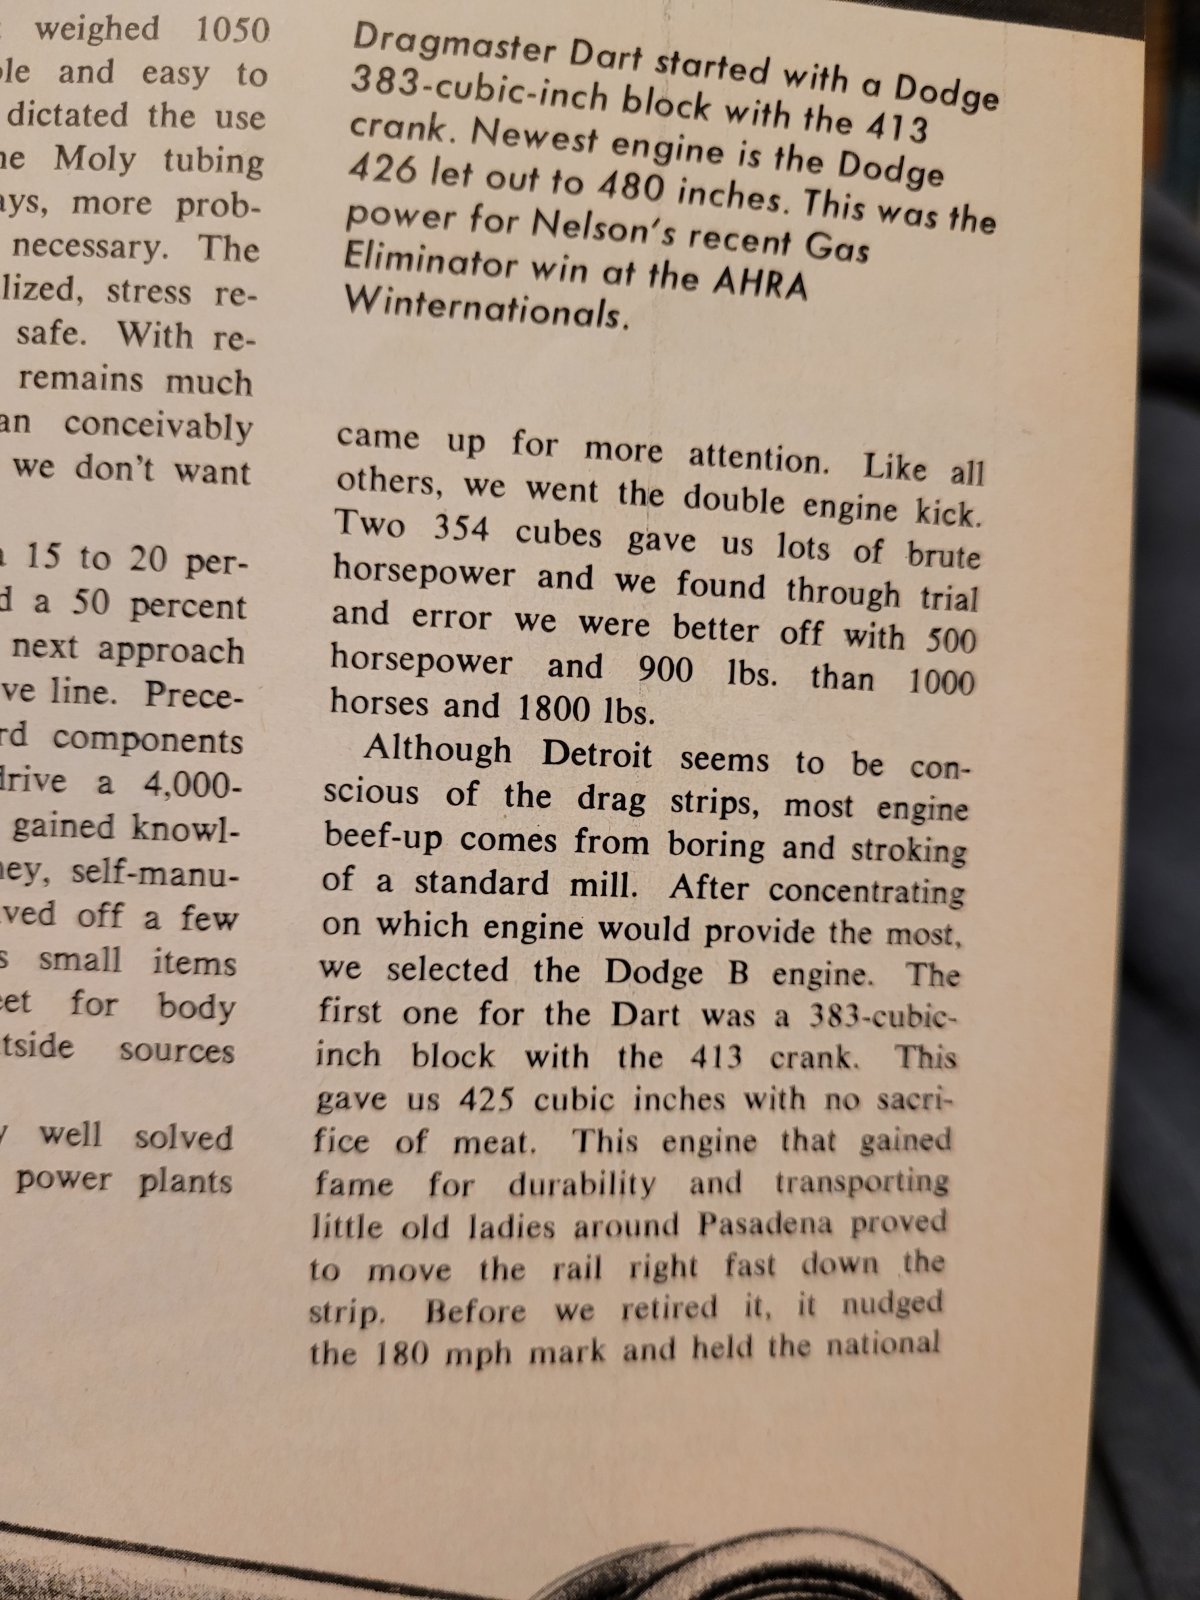 weighed 1050
and easy to
dictated the use
Moly tubing
more prob-
necessary. The
stress re-
safe. With re-
remains much
conceivably
we don't want
15 to 20 per-
a 50 percent
next approach
line. Prece-
components
a 4,000-
gained knowl-
self-manu-
off a few
small items
for body
sources
well solved
power plants
Dragmaster Dart started with a Dodge
383-cubic-inch block with the 413
crank. Newest engine is the Dodge
426 let out to 480 inches. This was the
power for Nelson's recent Gas
Eliminator win at the AHRA
Winternationals.
came up for more attention. Like all
others, we went the double engine kick.
Two 354 cubes gave us lots of brute
horsepower and we found through trial
and error we were better off with 500
horsepower and 900 lbs. than 1000
horses and 1800 lbs.
Although Detroit seems to be con-
scious of the drag strips, most engine
beef-up comes from boring and stroking
of a standard mill. After concentrating
on which engine would provide the most,
we selected the Dodge B engine. The
first one for the Dart was a 383-cubic-
inch block with the 413 crank. This
gave us 425 cubic inches with no sacri-
fice of meat. This engine that gained
fame for durability and transporting
little old ladies around Pasadena proved
to move the rail right fast down the
strip. Before we retired it, it nudged
the 180 mph mark and held the national